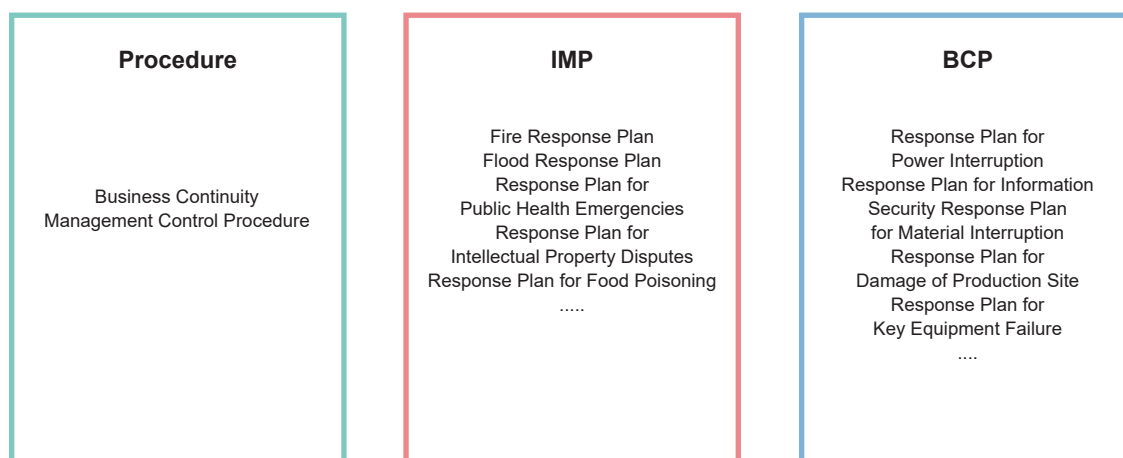 Procedure
Business Continuity
Management Control Procedure
IMP
Fire Response Plan
Flood Response Plan
Response Plan for
Public Health Emergencies
Response Plan for
Intellectual Property Disputes
Response Plan for Food Poisoning
.....
BCP
Response Plan for
Power Interruption
Response Plan for Information
Security Response Plan
for Material Interruption
Response Plan for
Damage of Production Site
Response Plan for
Key Equipment Failure
....